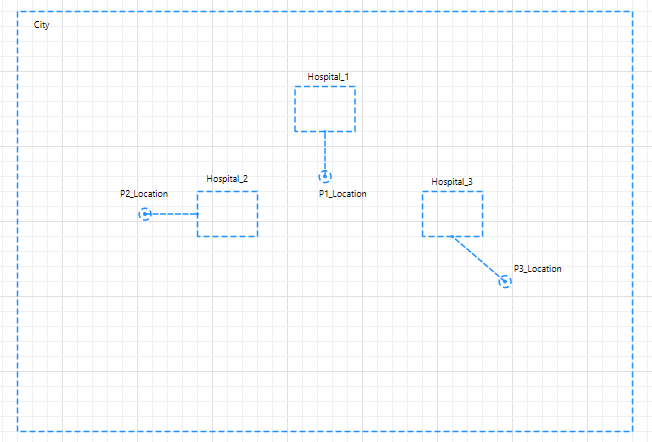 City
Hospital_1
Hospital_2
Hospital_3
P2_Location
P1_Location
P3_Location